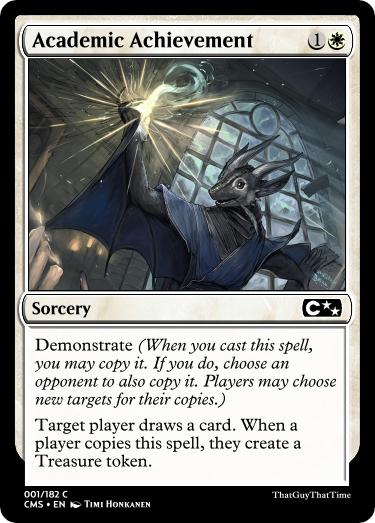 Academic Achievement 1
Sorcery C
Demonstrate (When you cast this spell,
you may copy it. If you do, choose an
opponent to also copy it. Players may choose
new targets for their copies.)
Target player draws a card. When a
player copies this spell, they create a
Treasure token.
001/182 C
CMS • EN Timi Honkanen ThatGuyThatTime